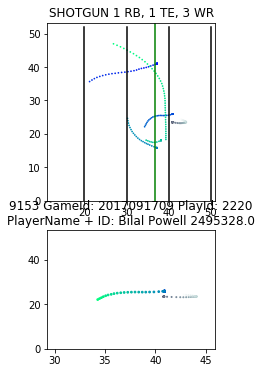 SHOTGUN 1 RB, 1 TE, 3 WR
50
40
30
20
10
0
20 30 40 50
9153 GameId: 2017091709 PlayId: 2220
PlayerName + ID: Bilal Powell 2495328.0
40
20
0
30 35 40 45